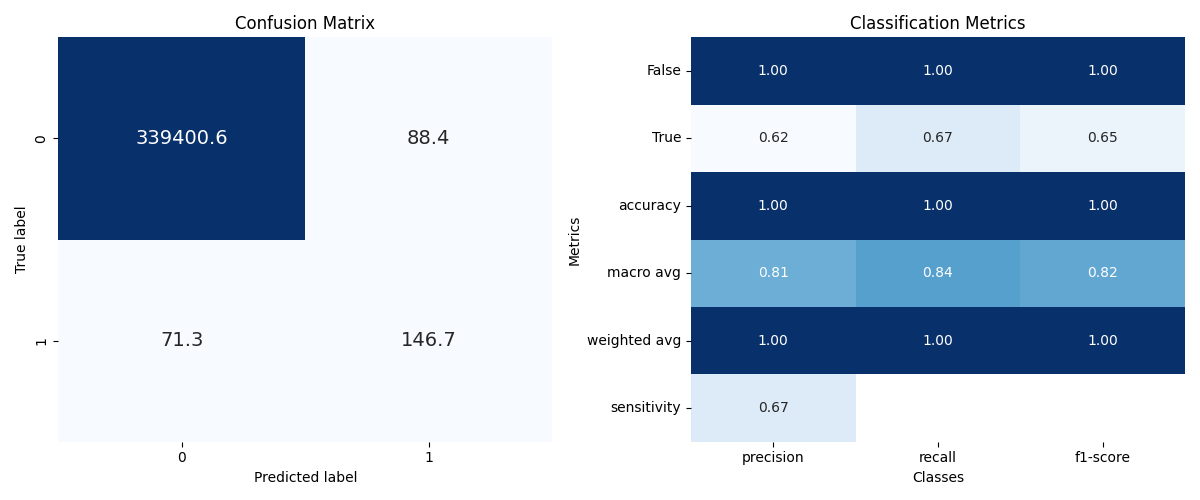 Confusion Matrix
True label
0
339400.6 88.4
1
71.3 146.7
0 1
Predicted label
Classification Metrics
Metrics
False 1.00 1.00 1.00
True 0.62 0.67 0.65
accuracy 1.00 1.00 1.00
macro avg 0.81 0.84 0.82
weighted avg 1.00 1.00 1.00
sensitivity 0.67
precision recall f1-score
Classes